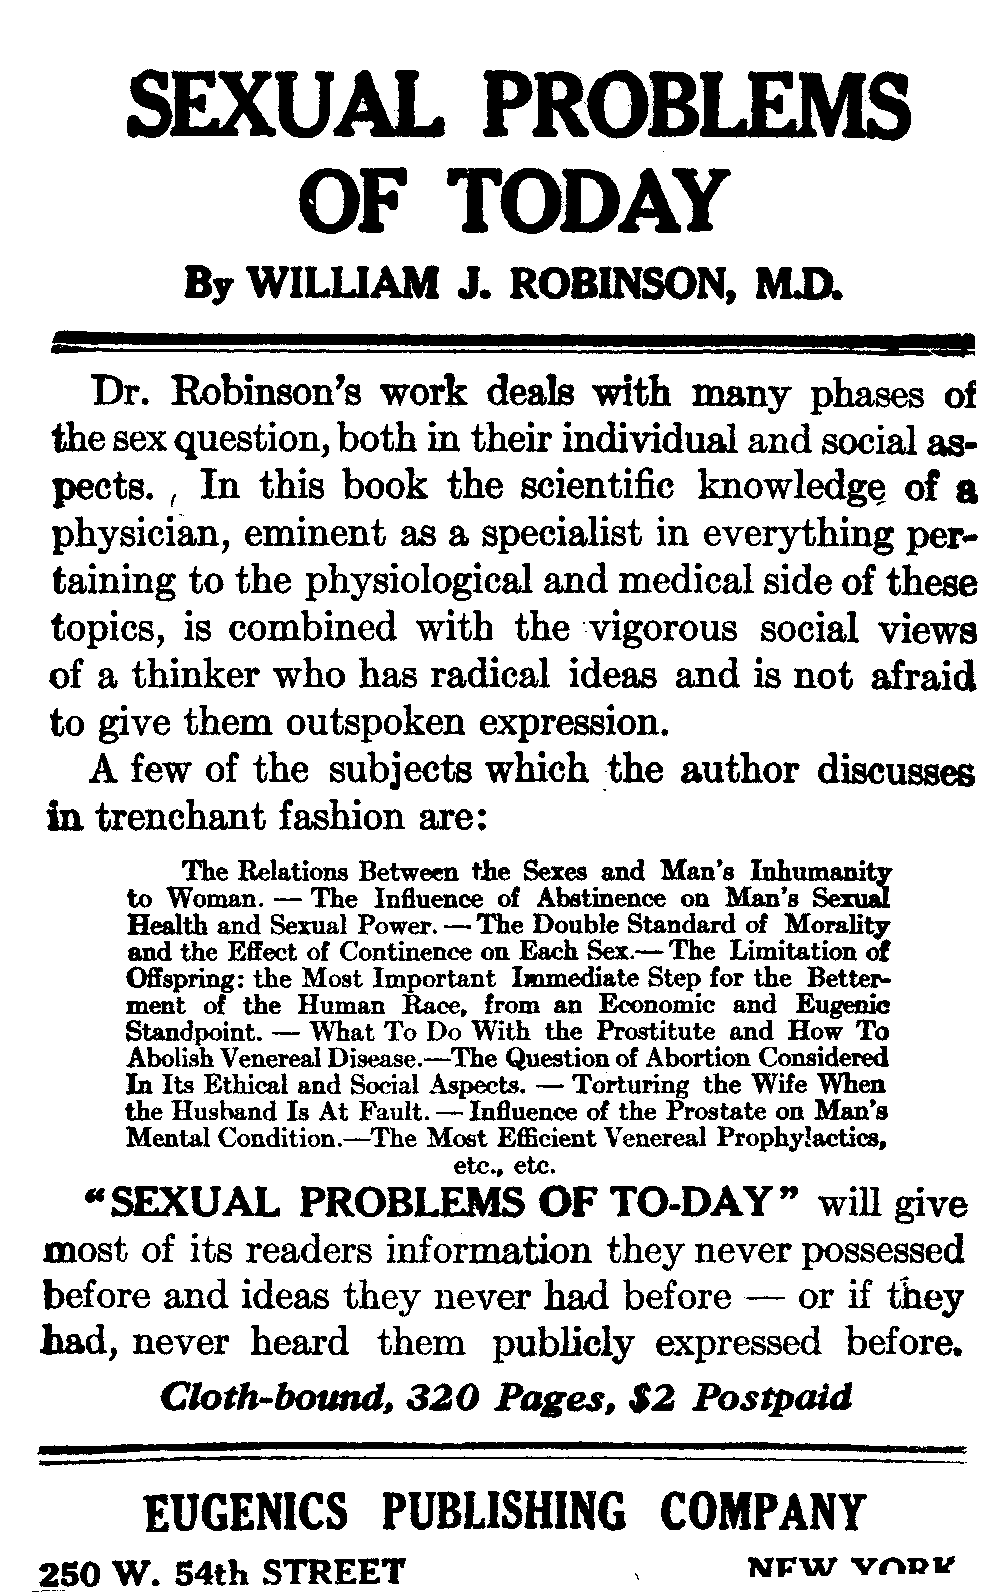 SEXUAL PROBLEMS
OF TODAY
By WILLIAM J. ROBINSON, M.D.
Dr. Robinson's work deals with many phases of
the sex question, both in their individual and social as-
pects. In this book the scientific knowledge of a
physician, eminent as a specialist in everything per-
taining to the physiological and medical side of these
topics, is combined with the vigorous social views
of a thinker who has radical ideas and is not afraid
to give them outspoken expression.
A few of the subjects which the author discusses
in trenchant fashion are:
The Relations Between the Sexes and Man's Inhumanity
to Woman. — The Influence of Abstinence on Man's Sexual
Health and Sexual Power. — The Double Standard of Morality
and the Effect of Continence on Each Sex.— The Limitation of
Offspring: the Most Important Immediate Step for the Better-
ment of the Human Race, from an Economic and Eugenic
Standpoint. — What To Do With the Prostitute and How To
Abolish Venereal Disease.—The Question of Abortion Considered
In Its Ethical and Social Aspects. — Torturing the Wife When
the Husband Is At Fault. — Influence of the Prostate on Man's
Mental Condition.—The Most Efficient Venereal Prophylactics,
etc., etc.
"SEXUAL PROBLEMS OF TO-DAY" will give
most of its readers information they never possessed
before and ideas they never had before — or if they
had, never heard them publicly expressed before.
Cloth-bound, 320 Pages, $2 Postpaid
EUGENICS PUBLISHING COMPANY
250 W. 54th STREET NEW YORK